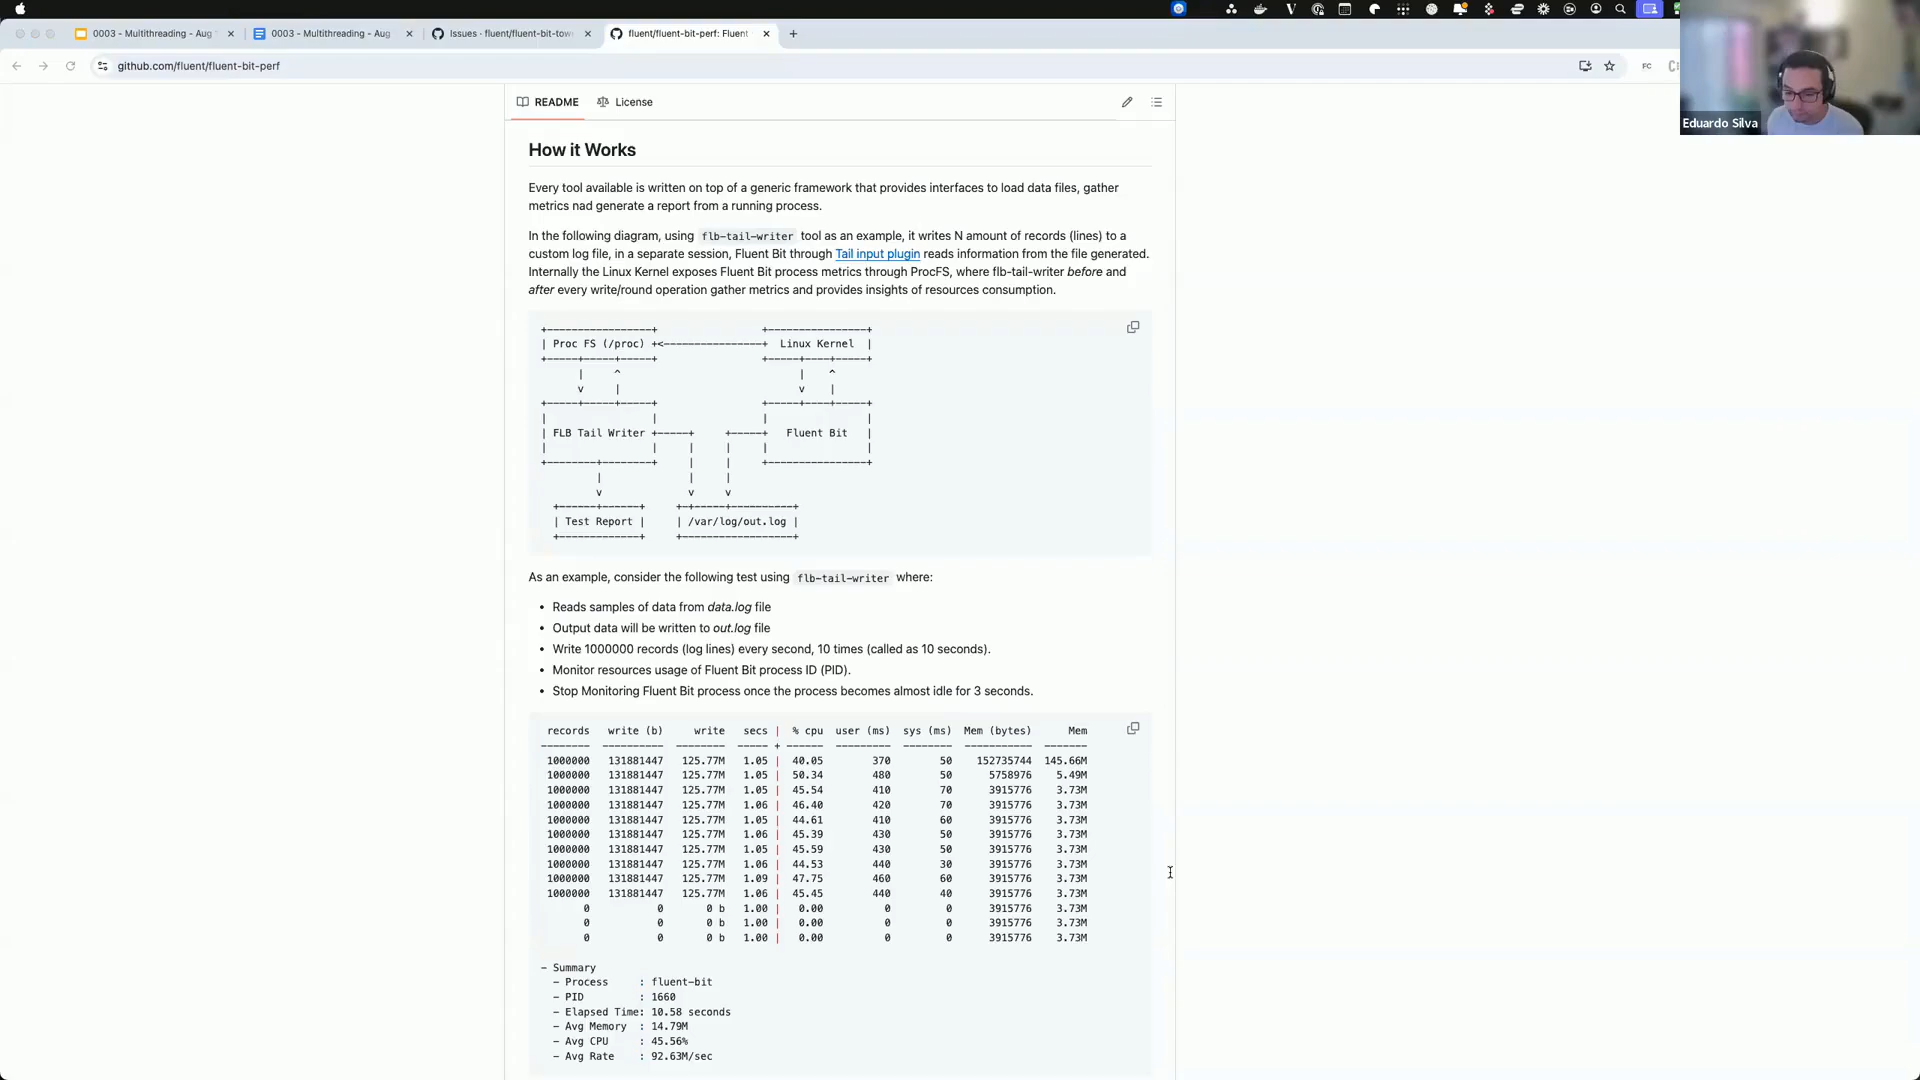 0003 - Multithreading - Aug
0003 - Multithreading - Aug
Issues · fluent/fluent-bit-tow
fluent/fluent-bit-perf: Fluent
github.com/fluent/fluent-bit-perf
FC
Eduardo Silva
README
License
How it Works
Every tool available is written on top of a generic framework that provides interfaces to load data files, gather
metrics nad generate a report from a running process.
In the following diagram, using flb-tail-writer tool as an example, it writes N amount of records (lines) to a
custom log file, in a separate session, Fluent Bit through Tail input plugin reads information from the file generated.
Internally the Linux Kernel exposes Fluent Bit process metrics through ProcFS, where flb-tail-writer before and
after every write/round operation gather metrics and provides insights of resources consumption.
Proc FS (/proc) Linux Kernel
FLB Tail Writer Fluent Bit
Test Report /var/log/out.log
As an example, consider the following test using flb-tail-writer where:
• Reads samples of data from data.log file
• Output data will be written to out.log file
• Write 1000000 records (log lines) every second, 10 times (called as 10 seconds).
• Monitor resources usage of Fluent Bit process ID (PID).
• Stop Monitoring Fluent Bit process once the process becomes almost idle for 3 seconds.
records write (b) write secs | % cpu user (ms) sys (ms) Mem (bytes) Mem
-------- ---------- -------- ----- + ------ --------- -------- ----------- -------
1000000 131881447 125.77M 1.05 | 40.05 370 50 152735744 145.66M
1000000 131881447 125.77M 1.05 | 50.34 480 50 5758976 5.49M
1000000 131881447 125.77M 1.05 | 45.54 410 70 3915776 3.73M
1000000 131881447 125.77M 1.06 | 46.40 420 70 3915776 3.73M
1000000 131881447 125.77M 1.05 | 44.61 410 60 3915776 3.73M
1000000 131881447 125.77M 1.06 | 45.39 430 50 3915776 3.73M
1000000 131881447 125.77M 1.05 | 45.59 430 50 3915776 3.73M
1000000 131881447 125.77M 1.06 | 44.53 440 30 3915776 3.73M
1000000 131881447 125.77M 1.09 | 47.75 460 60 3915776 3.73M
1000000 131881447 125.77M 1.06 | 45.45 440 40 3915776 3.73M
0 0 0 b 1.00 | 0.00 0 0 3915776 3.73M
0 0 0 b 1.00 | 0.00 0 0 3915776 3.73M
0 0 0 b 1.00 | 0.00 0 0 3915776 3.73M
- Summary
- Process : fluent-bit
- PID : 1660
- Elapsed Time: 10.58 seconds
- Avg Memory : 14.79M
- Avg CPU : 45.56%
- Avg Rate : 92.63M/sec